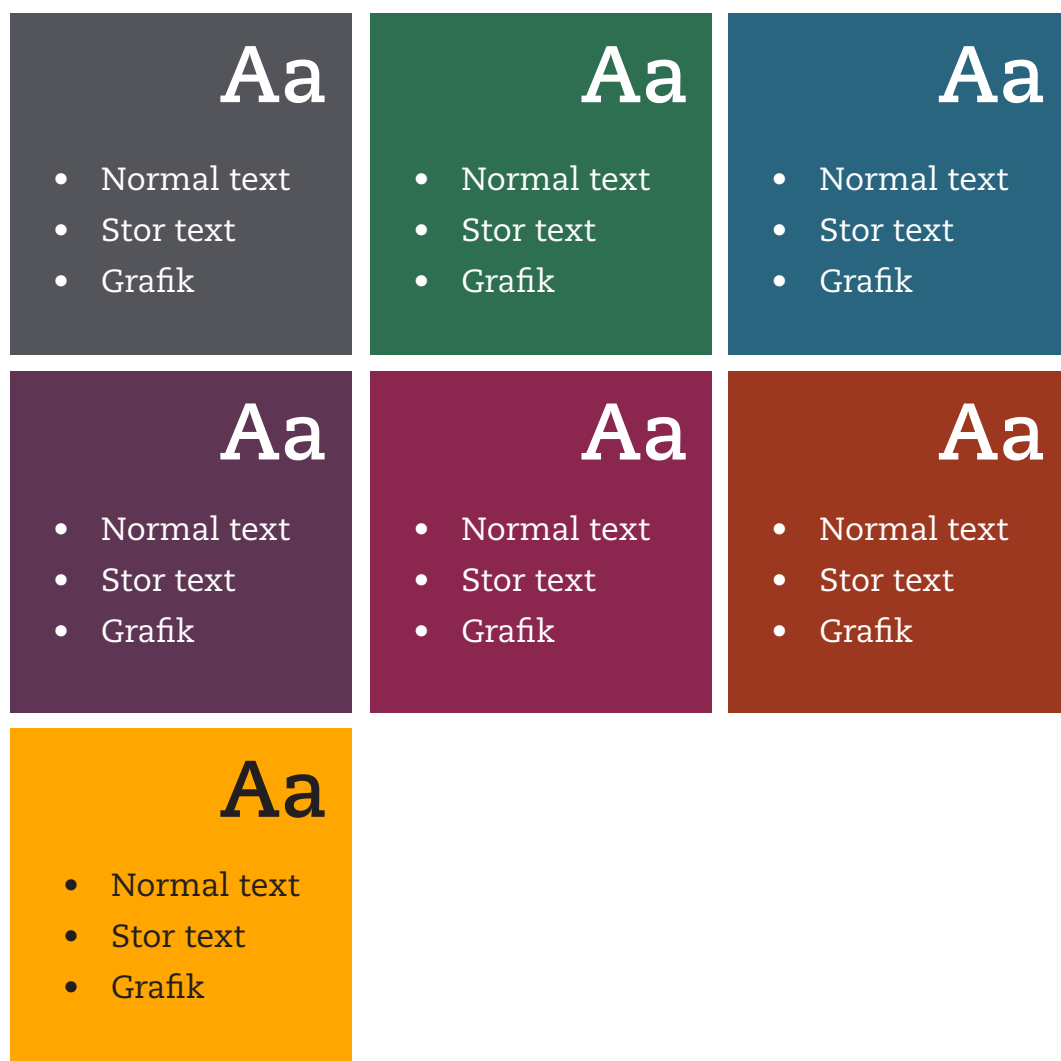 Aa
• Normal text
• Stor text
• Grafik
Aa
• Normal text
• Stor text
• Grafik
Aa
• Normal text
• Stor text
• Grafik
Aa
• Normal text
• Stor text
• Grafik
Aa
• Normal text
• Stor text
• Grafik
Aa
• Normal text
• Stor text
• Grafik
Aa
• Normal text
• Stor text
• Grafik